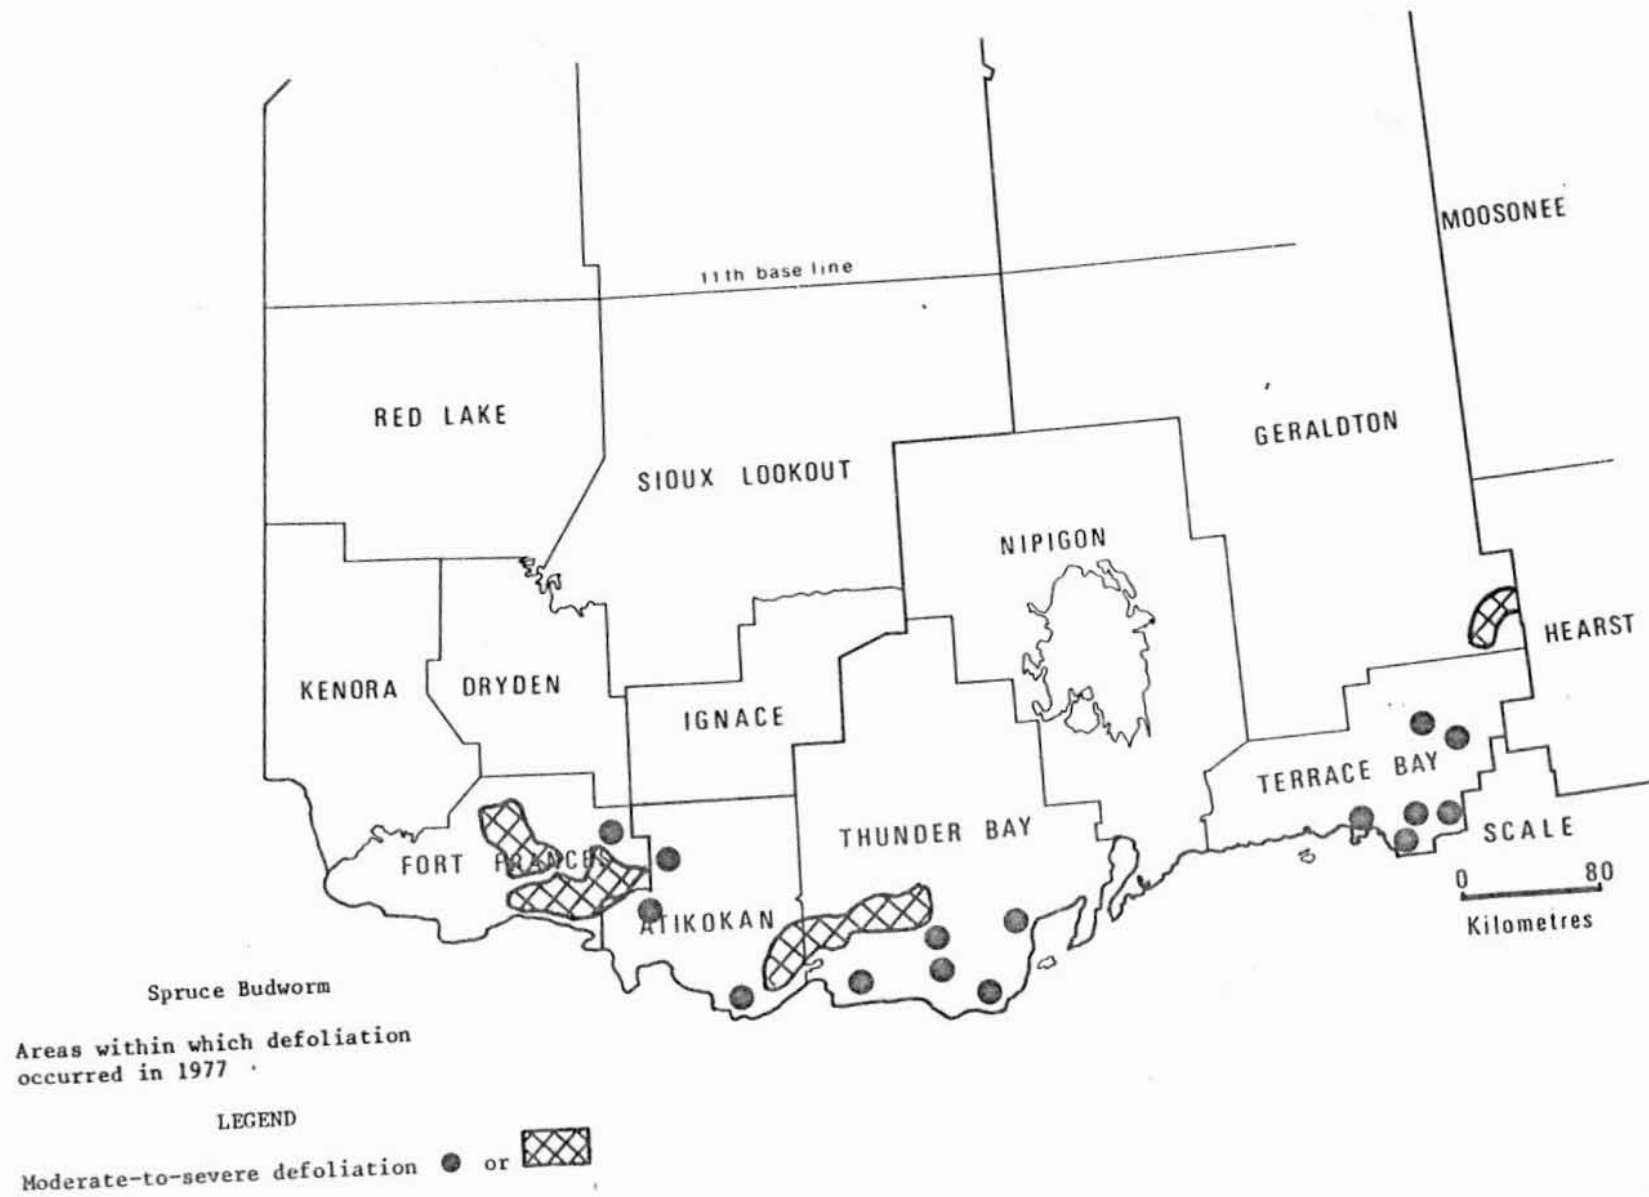 MOOSONEE
11th base line
RED LAKE
GERALDTON
SIOUX LOOKOUT
NIPIGON
HEARST
KENORA
DRYDEN
IGNACE
TERRACE BAY
THUNDER BAY
SCALE
FORT FRANCES
0 80
Kilometres
ATIKOKAN
Spruce Budworm
Areas within which defoliation
occurred in 1977
LEGEND
Moderate-to-severe defoliation or